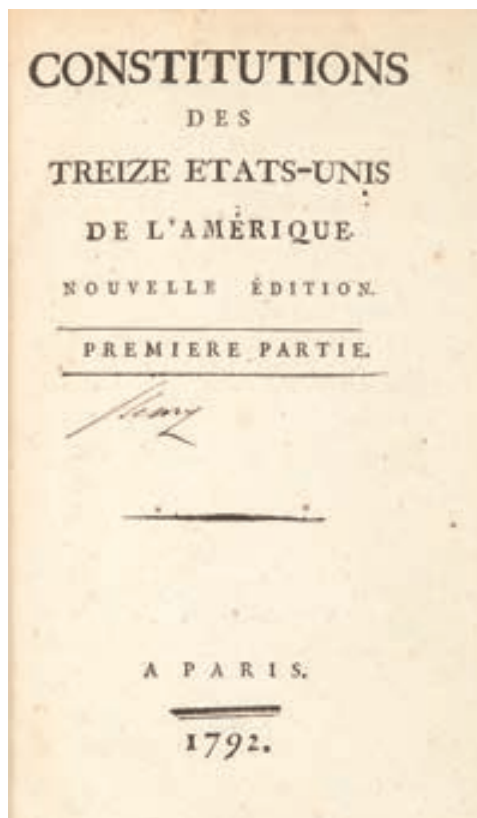 CONSTITUTIONS
DES
TREIZE ETATS-UNIS
DE L'AMÉRIQUE
NOUVELLE ÉDITION.
PREMIERE PARTIE.
A PARIS.
1792.